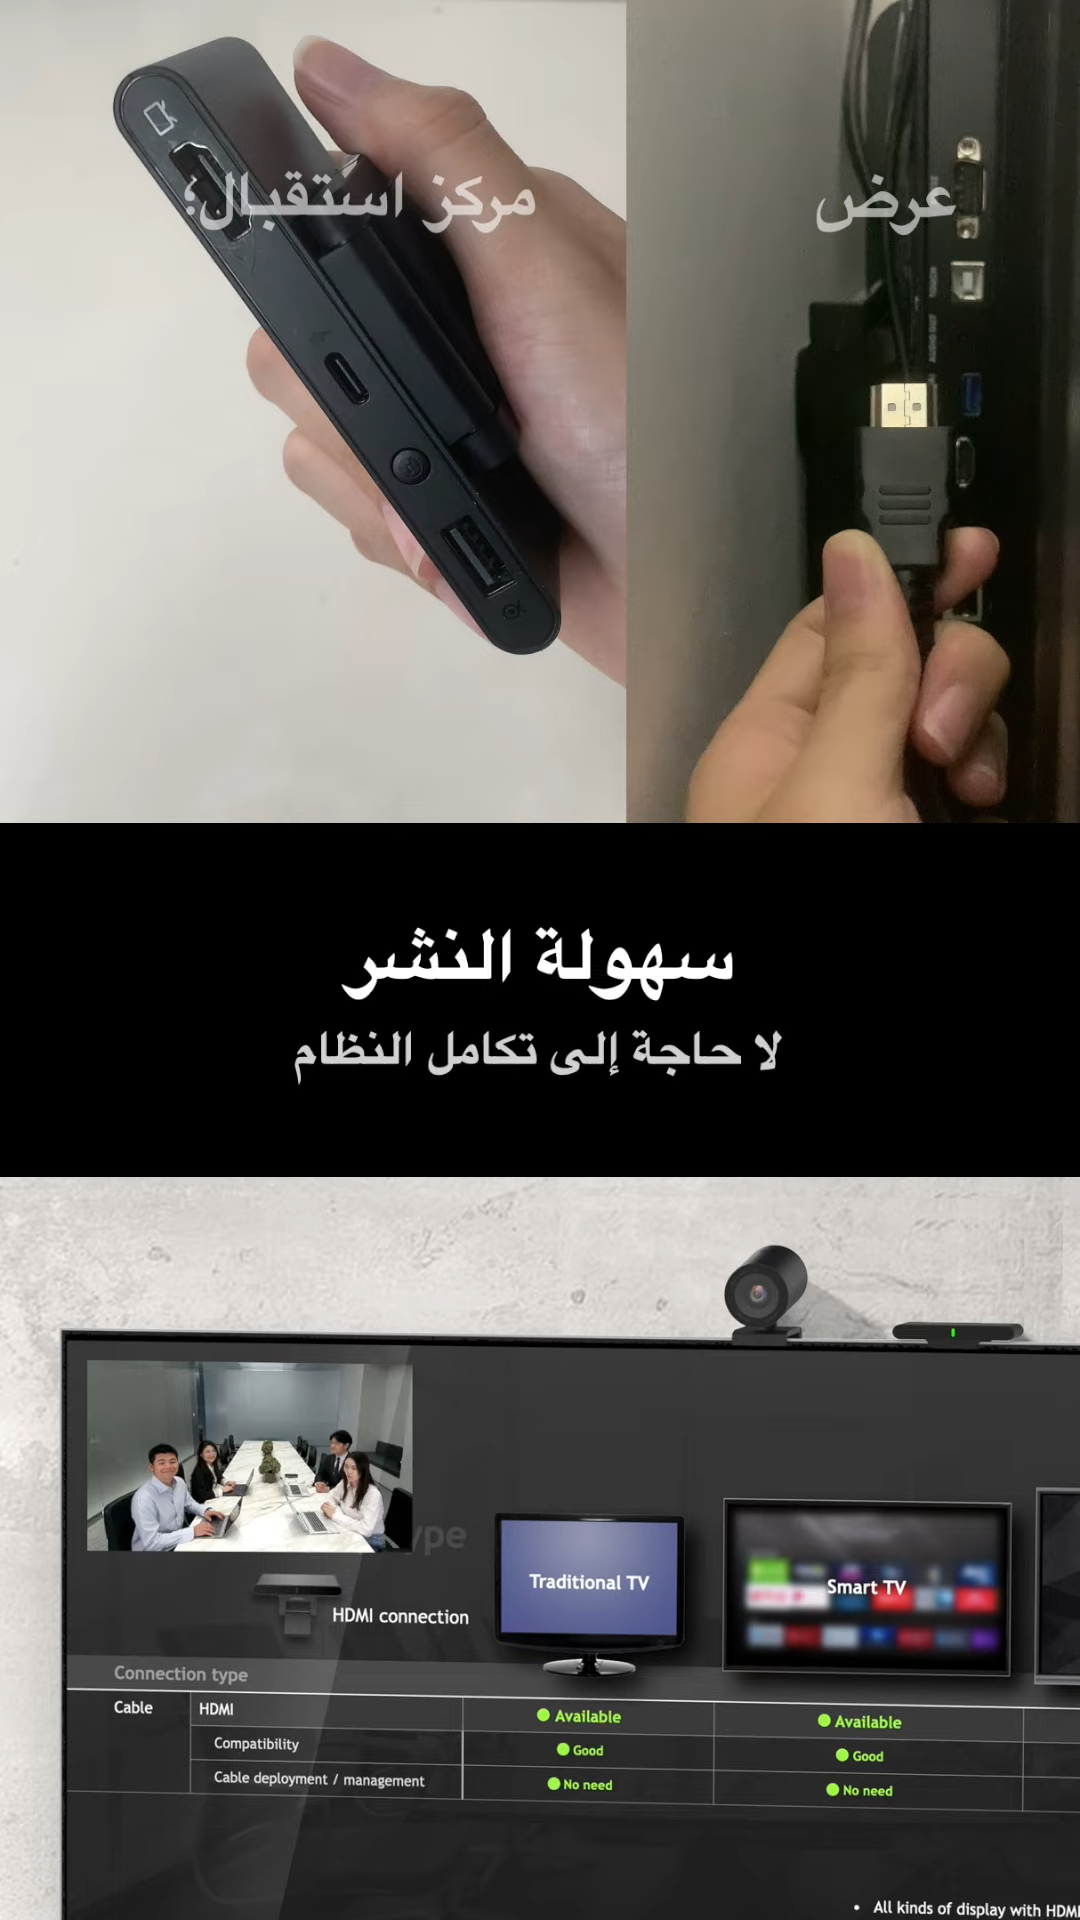 مركز استقبال؛
عرض
سهولة النشر
لا حاجة إلى تكامل النظام
Traditional TV
Smart TV
HDMI connection
Connection type
Cable
HDMI
Available
Available
Compatibility
Good
Good
Cable deployment / management
No need
No need
• All kinds of display with HDMI